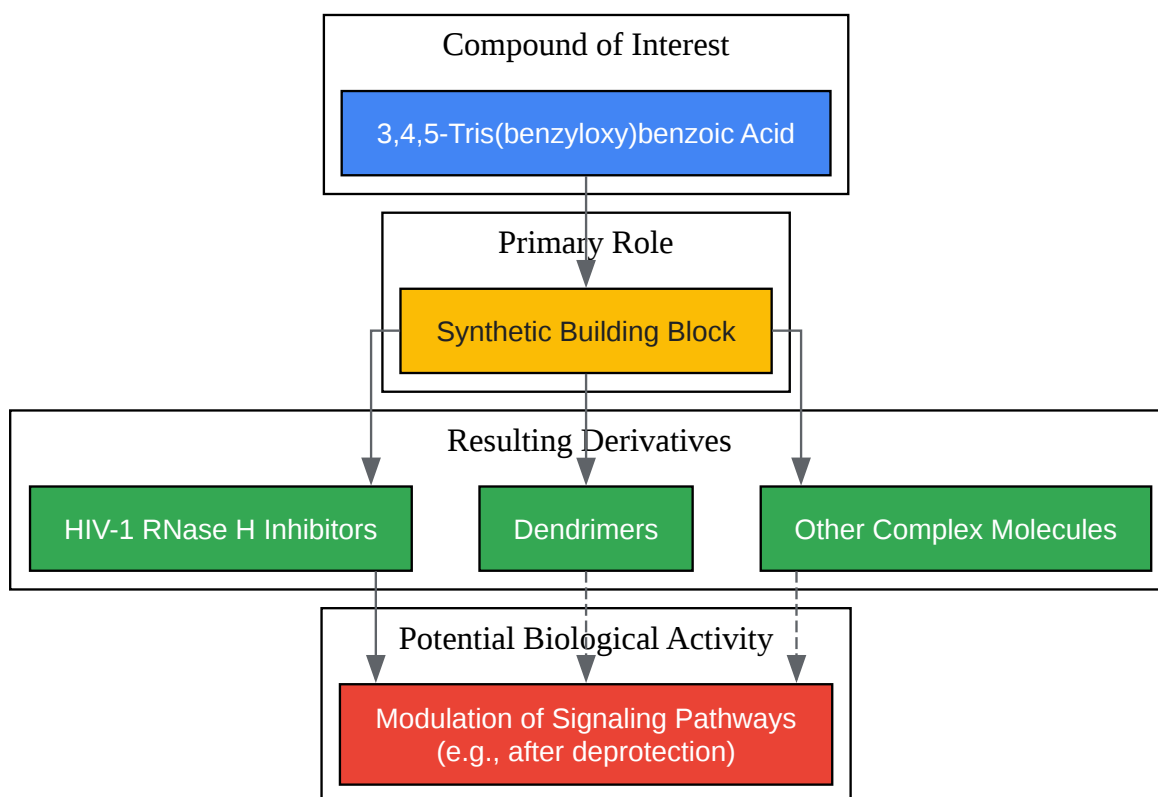 Compound of Interest
3,4,5-Tris(benzyloxy)benzoic Acid
Primary Role
Synthetic Building Block
Resulting Derivatives
HIV-1 RNase H Inhibitors
Dendrimers
Other Complex Molecules
Potential Biological Activity
Modulation of Signaling Pathways
(e.g., after deprotection)